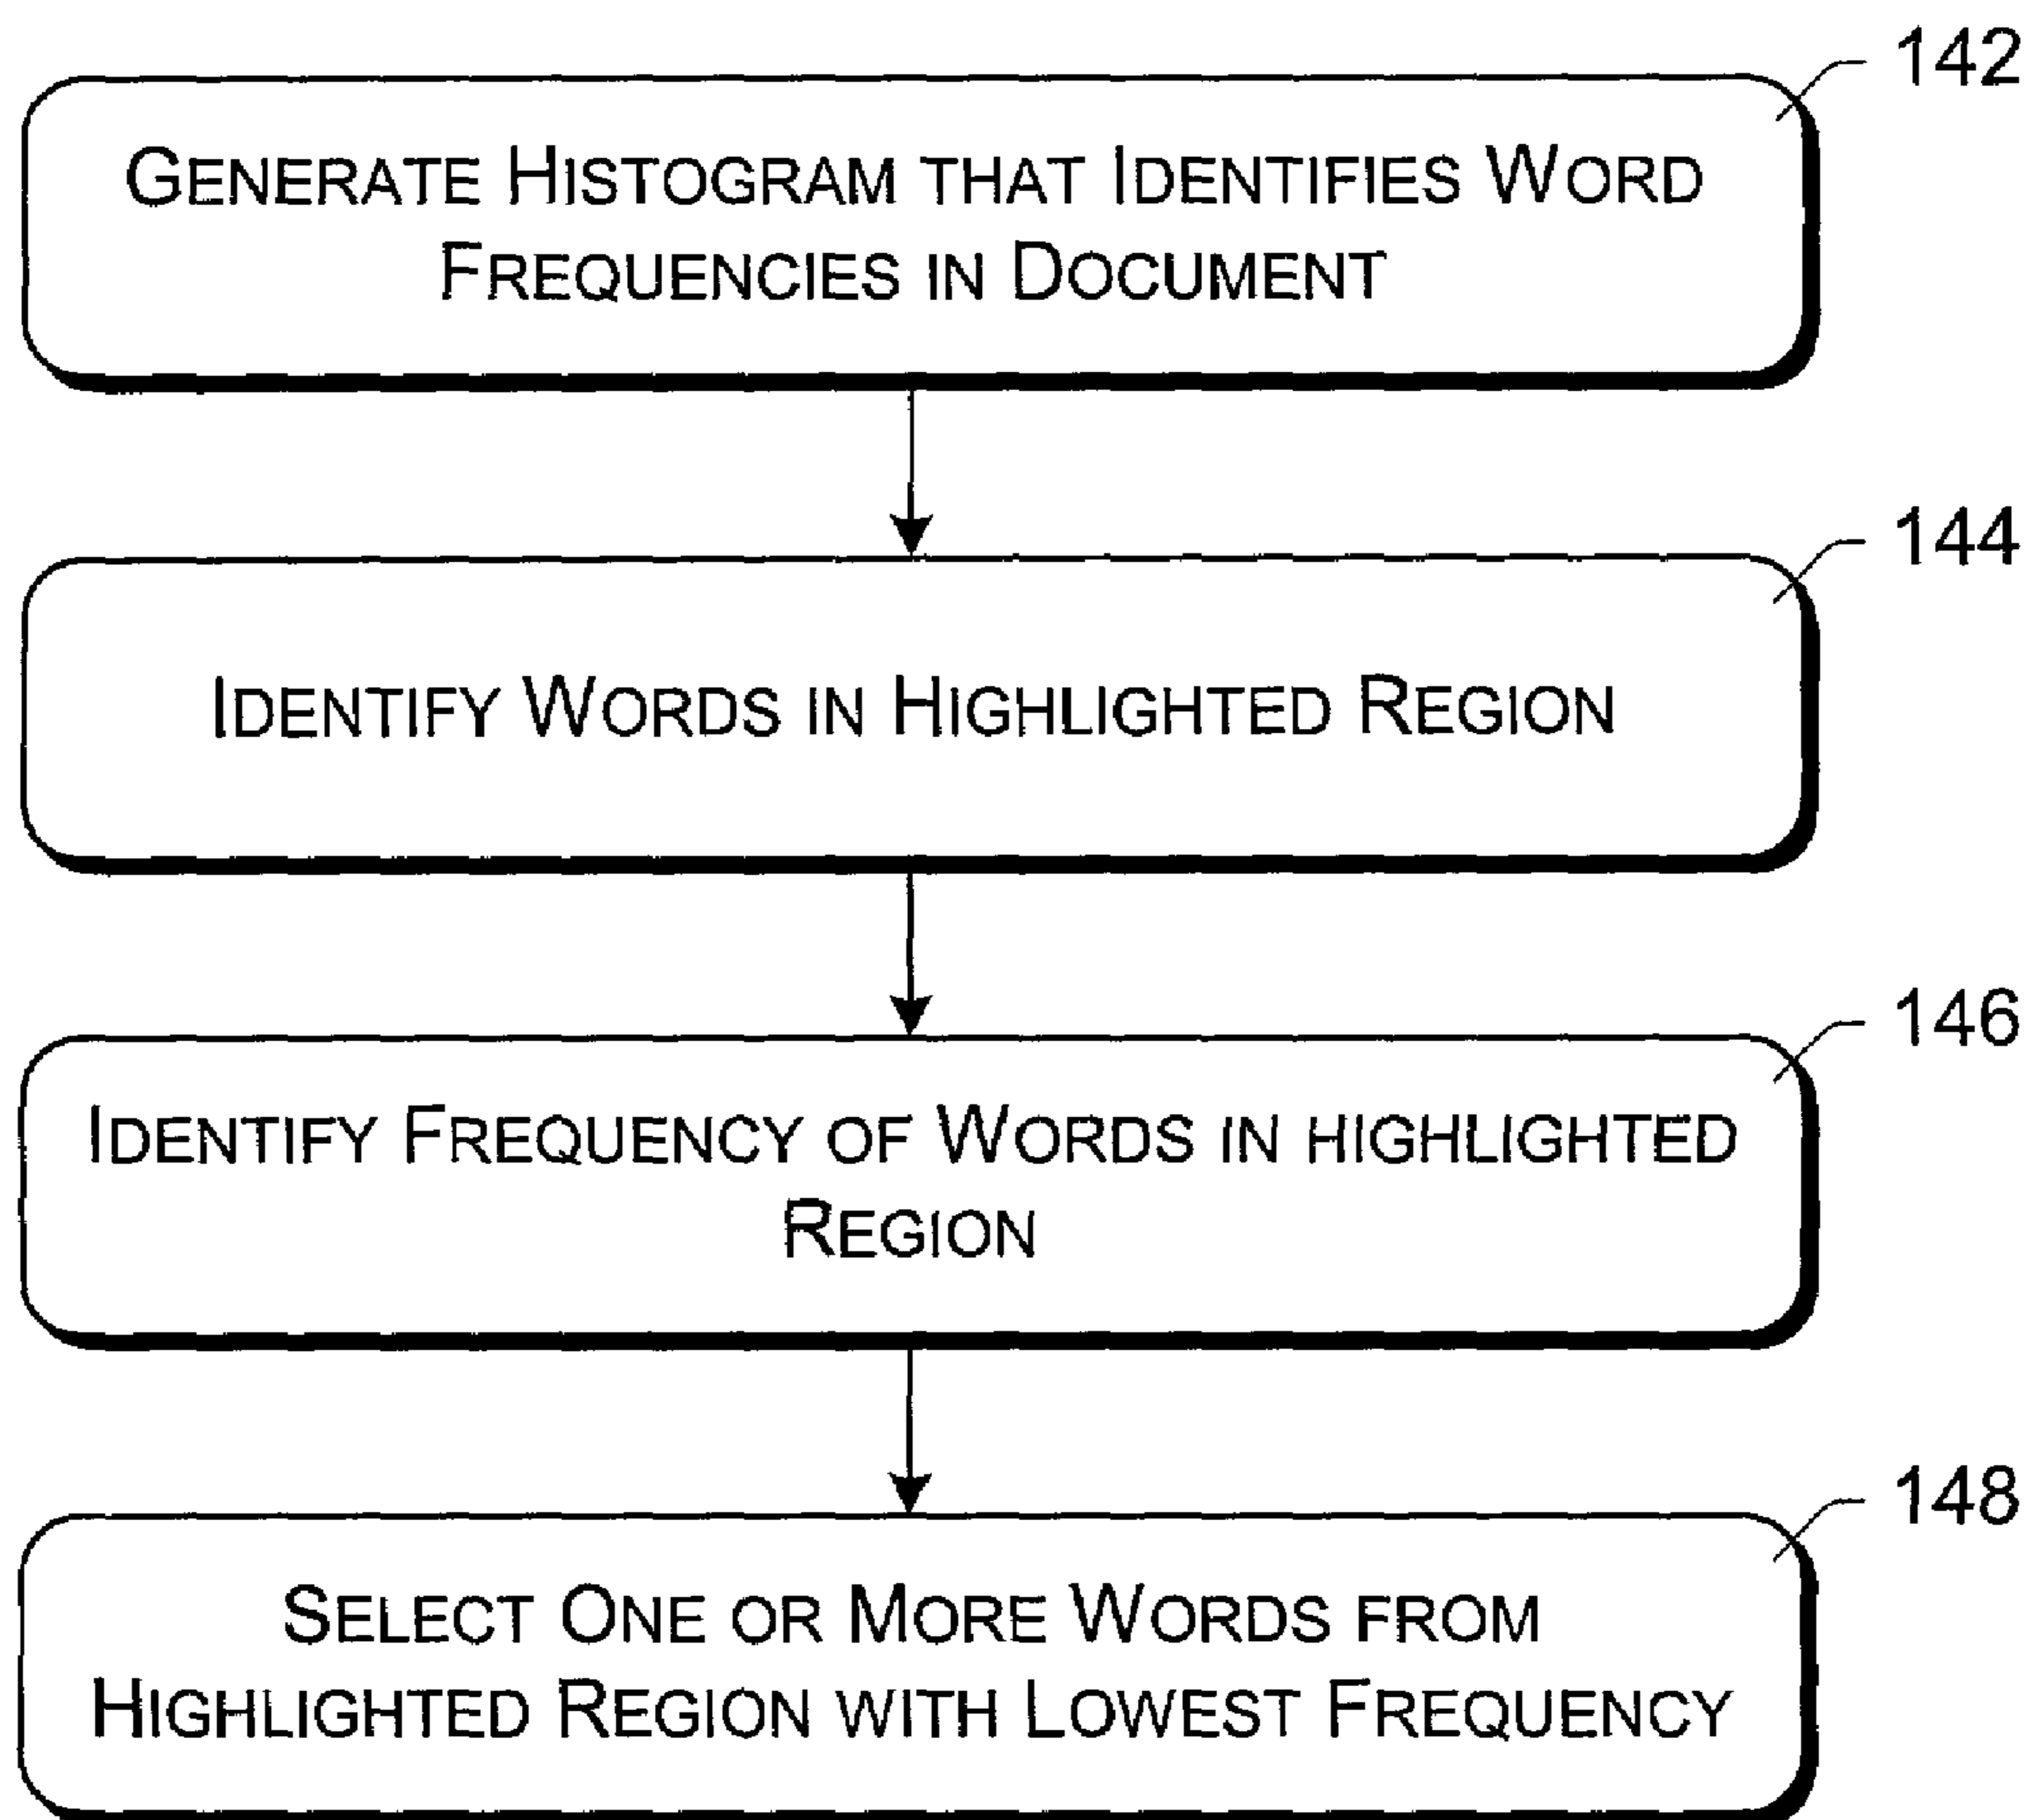 142
GENERATE HISTOGRAM THAT IDENTIFIES WORD
FREQUENCIES IN DOCUMENT
144
IDENTIFY WORDS IN HIGHLIGHTED REGION
146
IDENTIFY FREQUENCY OF WORDS IN HIGHLIGHTED
REGION
148
SELECT ONE OR MORE WORDS FROM
HIGHLIGHTED REGION WITH LOWEST FREQUENCY